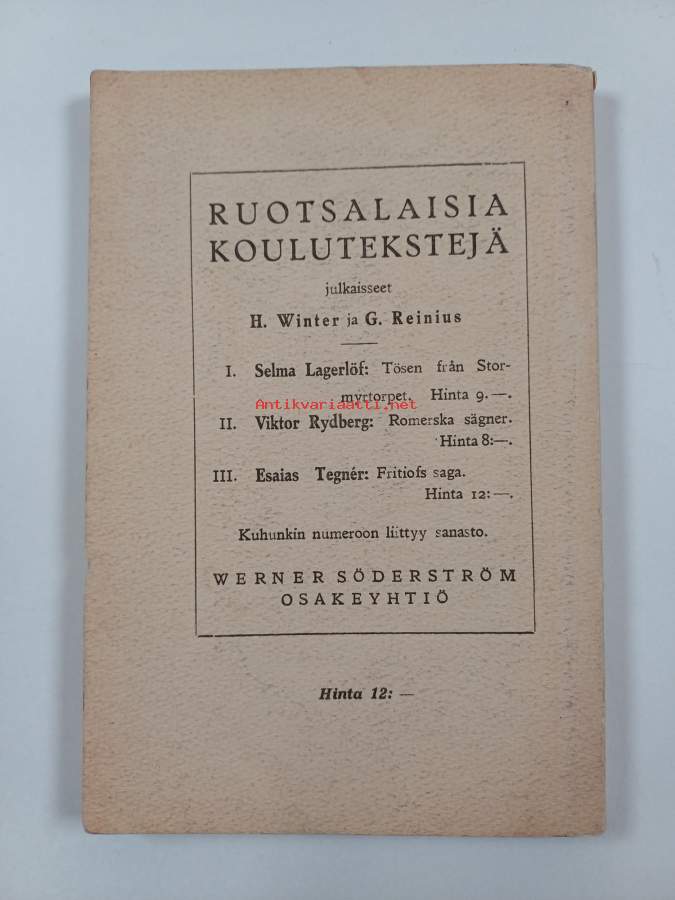 RUOTSALAISIA
KOULUTEKSTEJÄ
julkaisseet
H. Winter ja G. Reinius
I. Selma Lagerlöf: Tösen från Stor-
myrtorpet. Hinta 9.—.
Antikvariaatti.net
II. Viktor Rydberg: Romerska sägner.
Hinta 8:—.
III. Esaias Tegnér: Fritiofs saga.
Hinta 12:—.
Kuhunkin numeroon liittyy sanasto.
WERNER SÖDERSTRÖM
OSAKEYHTIÖ
Hinta 12: —